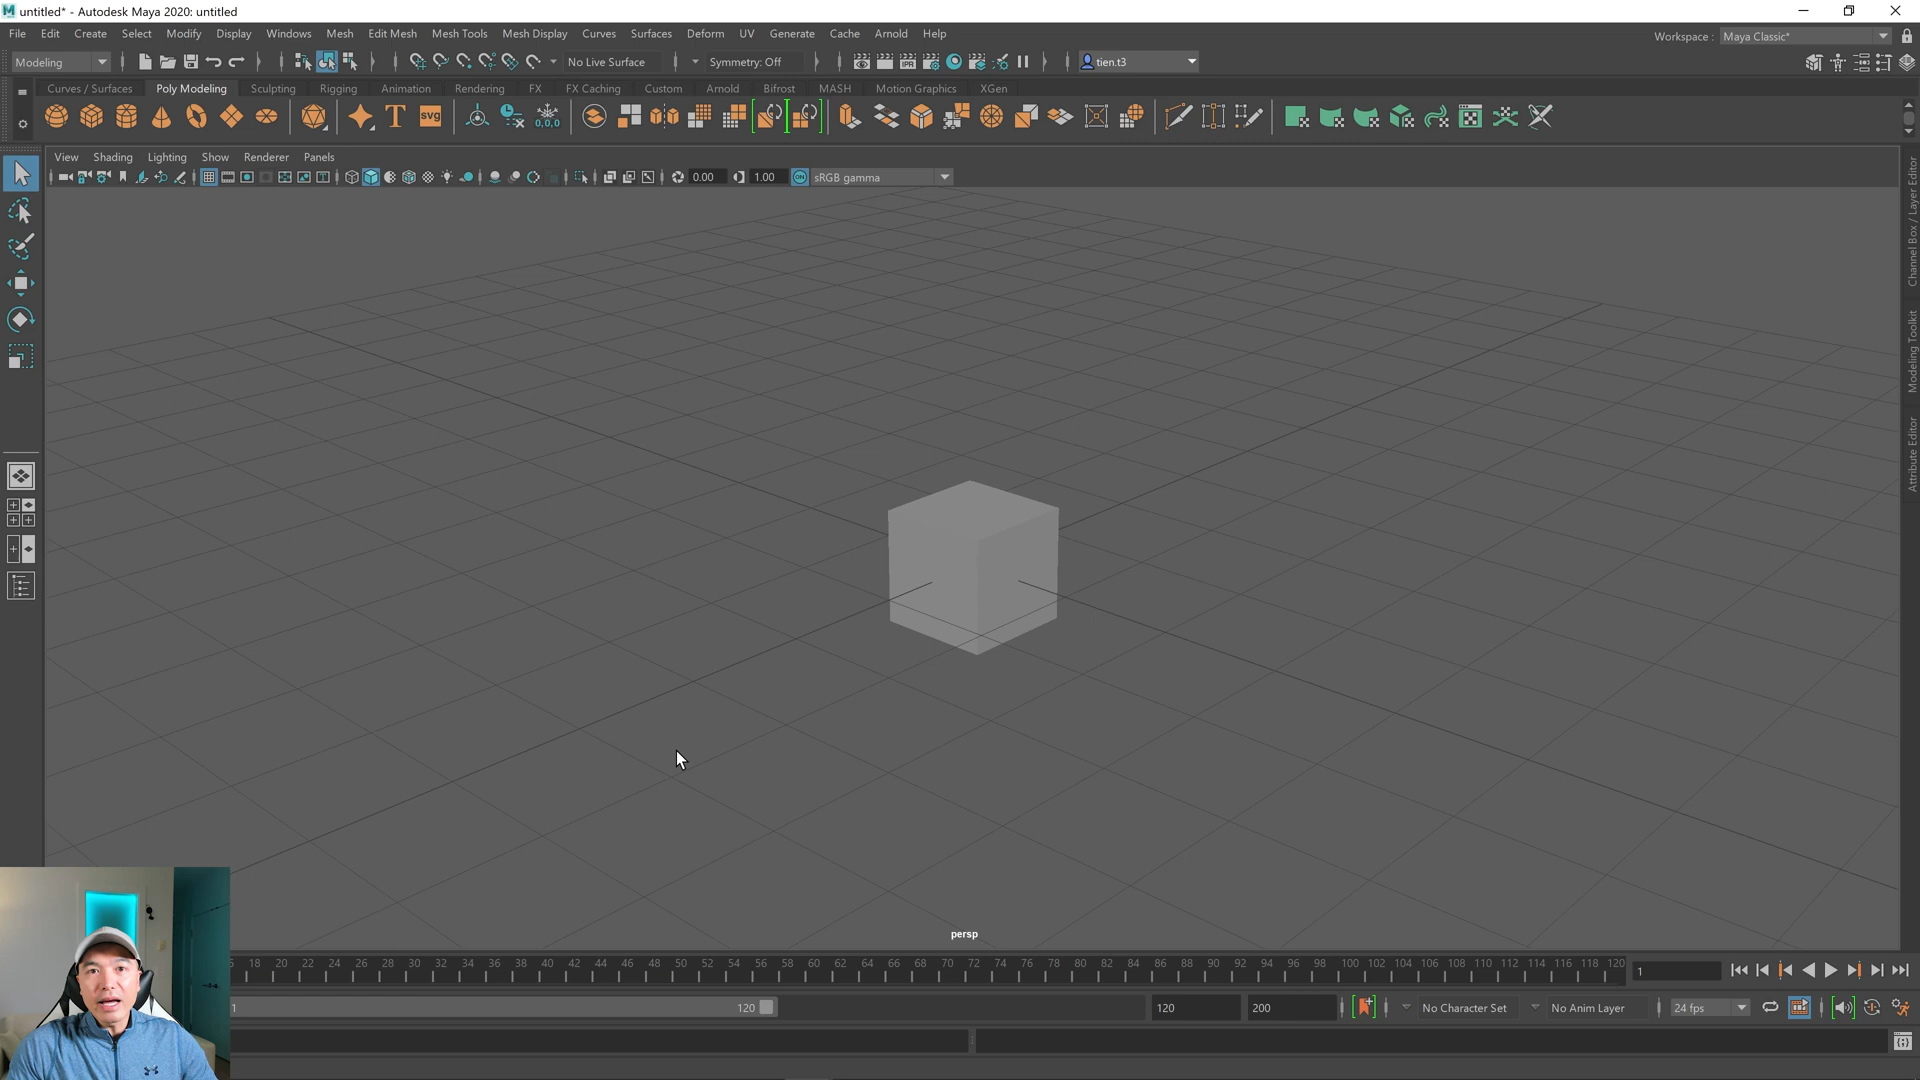 untitled* - Autodesk Maya 2020: untitled
File Edit Create Select Modify Display Windows Mesh Edit Mesh Mesh Tools Mesh Display Curves Surfaces Deform UV Generate Cache Arnold Help
Workspace : Maya Classic*
Modeling No Live Surface Symmetry: Off tien.t3
Curves / Surfaces Poly Modeling Sculpting Rigging Animation Rendering FX FX Caching Custom Arnold Bifrost MASH Motion Graphics XGen
T svg 0,0,0
View Shading Lighting Show Renderer Panels
0.00 1.00 ON sRGB gamma
Channel Box / Layer Editor
Modeling Toolkit
Attribute Editor
persp
18 20 22 24 26 28 30 32 34 36 38 40 42 44 46 48 50 52 54 56 58 60 62 64 66 68 70 72 74 76 78 80 82 84 86 88 90 92 94 96 98 100 102 104 106 108 110 112 114 116 118 120
1
1 120 120 200 No Character Set No Anim Layer 24 fps